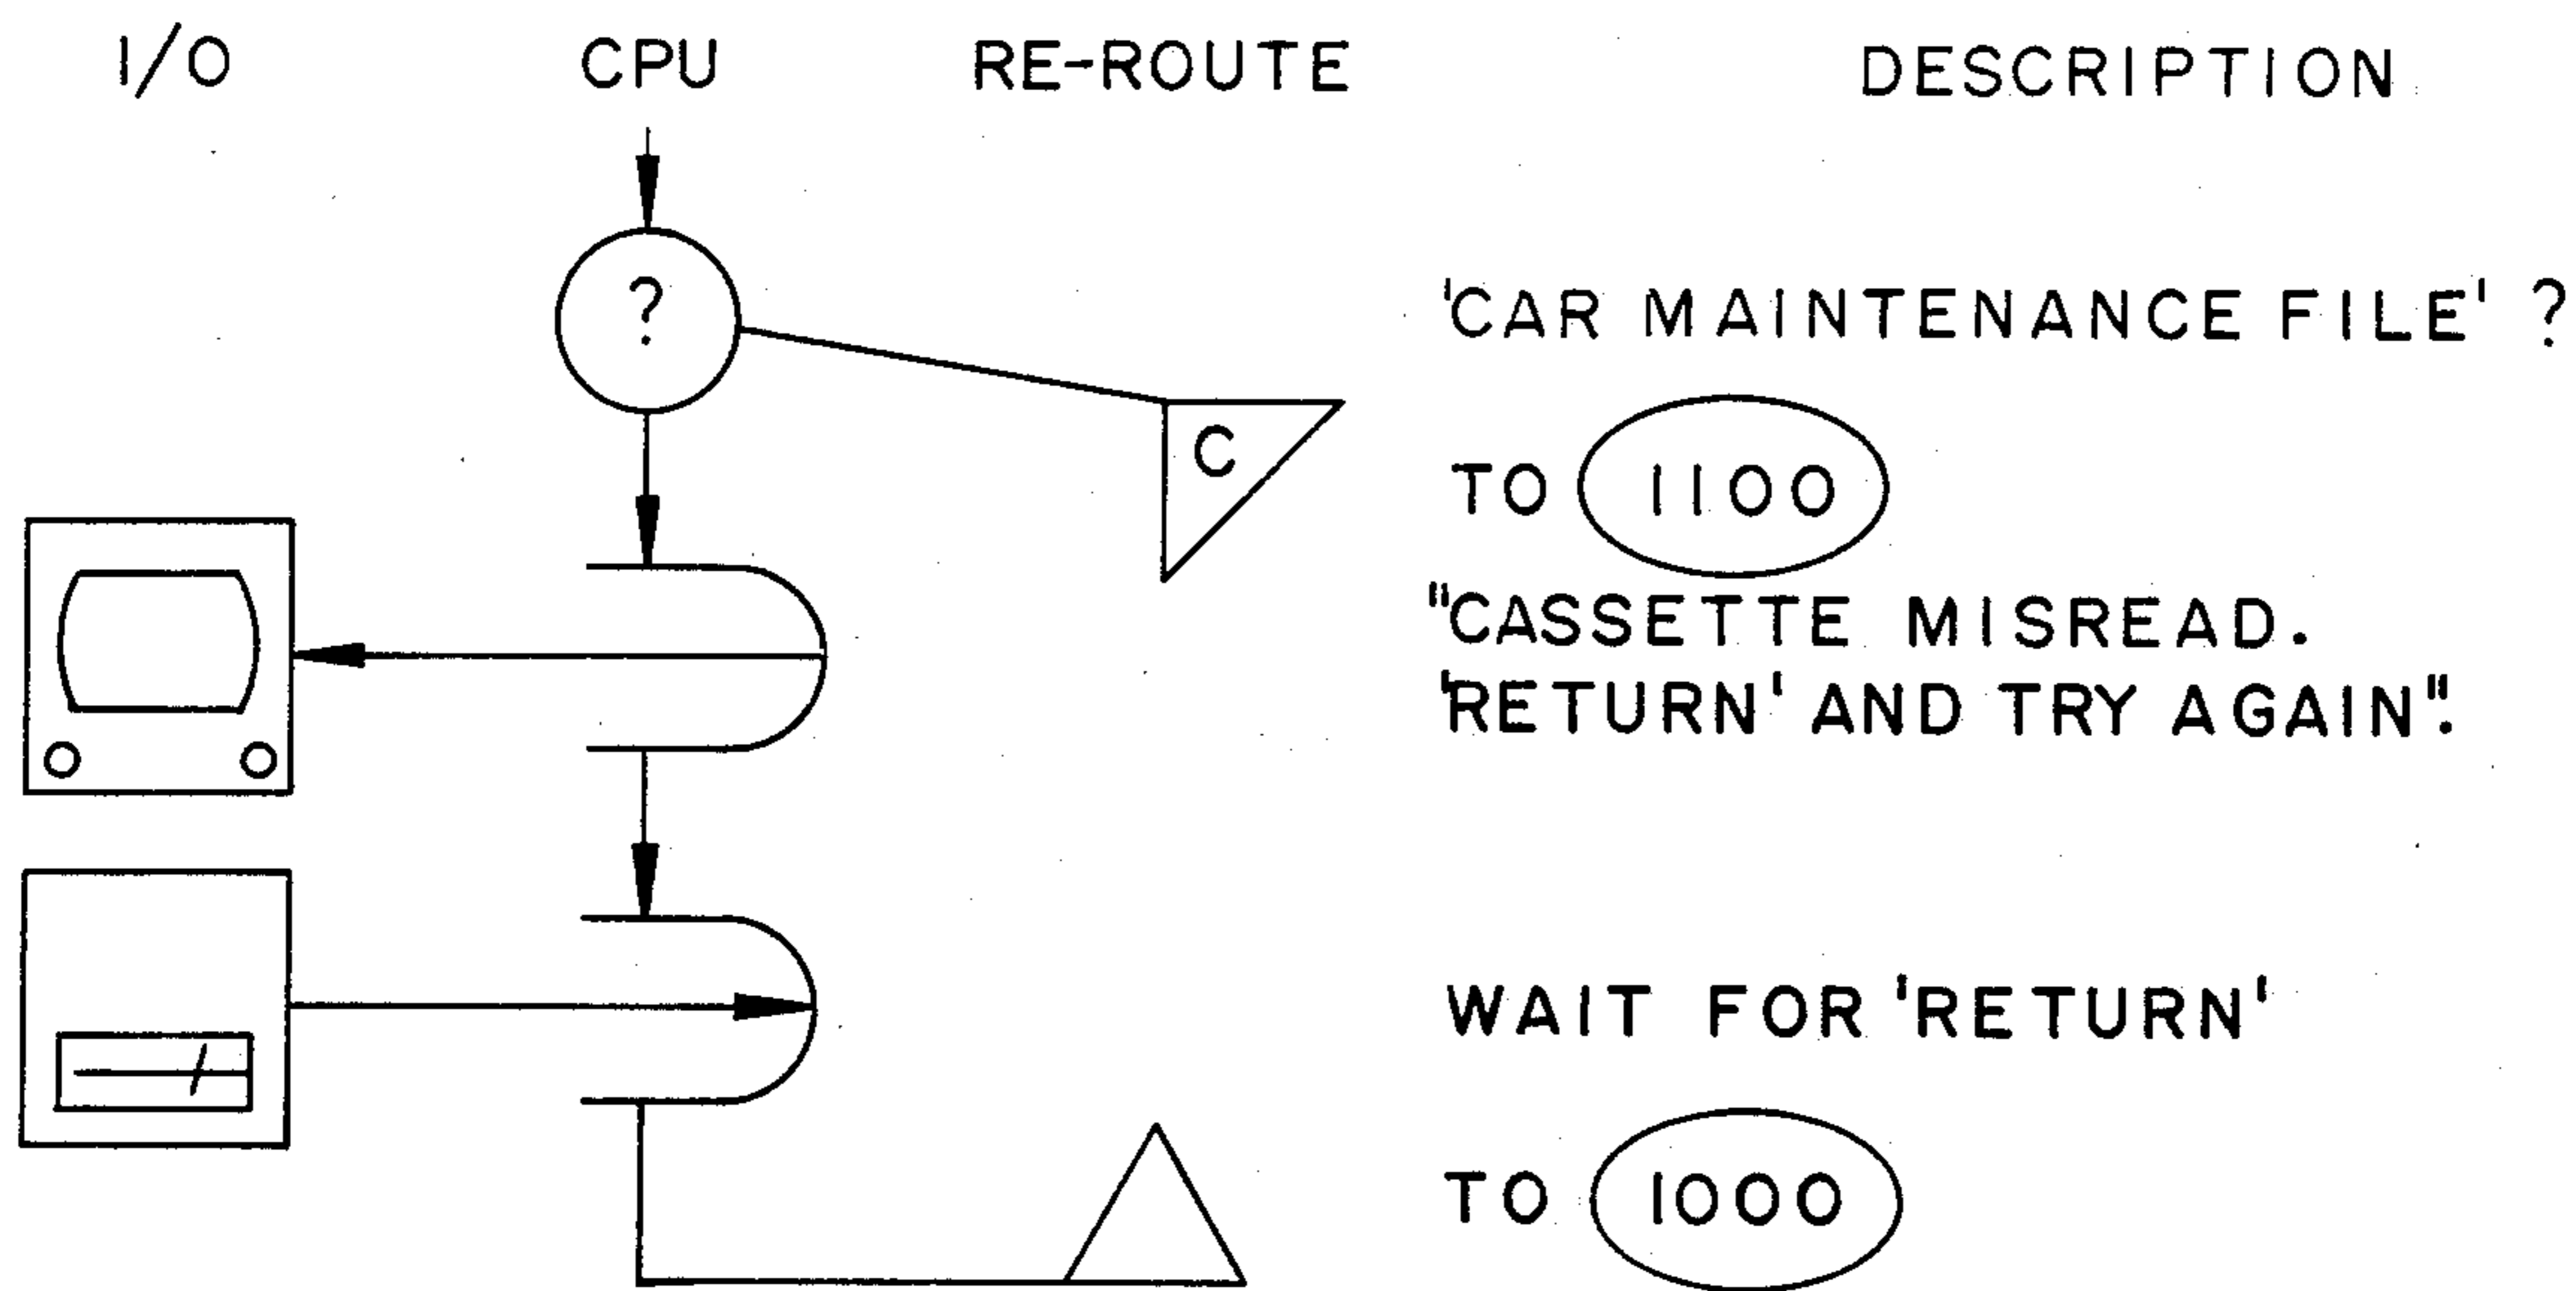 I/O CPU RE-ROUTE DESCRIPTION
? 'CAR MAINTENANCE FILE' ?
C TO 1100
"CASSETTE MISREAD.
'RETURN' AND TRY AGAIN".
WAIT FOR 'RETURN'
TO 1000